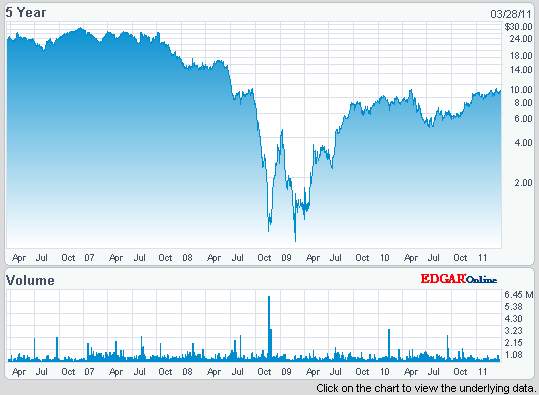 5 Year 03/28/11
$30.00
24.00
18.00
14.00
10.00
8.00
6.00
4.00
2.00
Apr Jul Oct 07 Apr Jul Oct 08 Apr Jul Oct 09 Apr Jul Oct 10 Apr Jul Oct 11
Volume EDGAROnline
6.45 M
5.38
4.30
3.23
2.15
1.08
Apr Jul Oct 07 Apr Jul Oct 08 Apr Jul Oct 09 Apr Jul Oct 10 Apr Jul Oct 11
Click on the chart to view the underlying data.